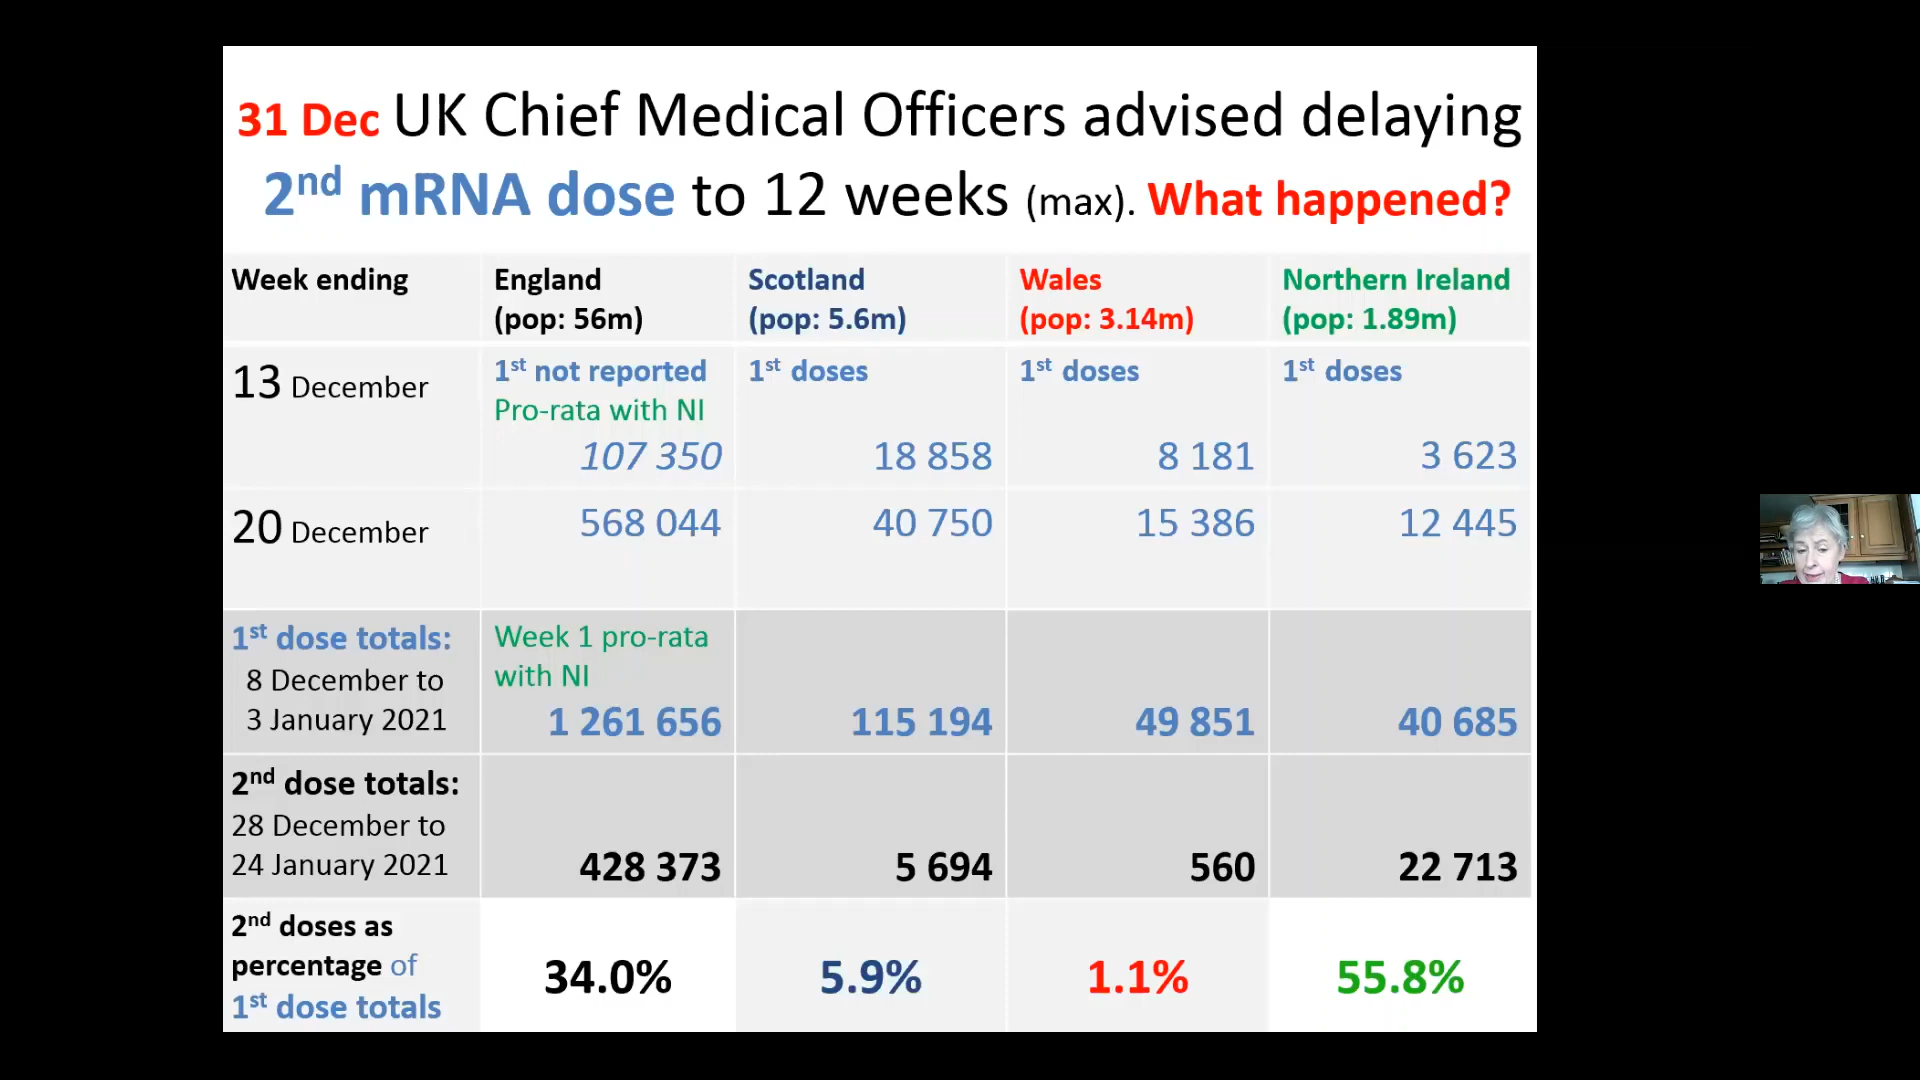 31 Dec UK Chief Medical Officers advised delaying
2nd mRNA dose to 12 weeks (max). What happened?
Week ending
England
(pop: 56m)
Scotland
(pop: 5.6m)
Wales
(pop: 3.14m)
Northern Ireland
(pop: 1.89m)
13 December
1st not reported
Pro-rata with NI
107 350
1st doses
18 858
1st doses
8 181
1st doses
3 623
20 December
568 044
40 750
15 386
12 445
1st dose totals:
8 December to
3 January 2021
Week 1 pro-rata
with NI
1 261 656
115 194
49 851
40 685
2nd dose totals:
28 December to
24 January 2021
428 373
5 694
560
22 713
2nd doses as
percentage of
1st dose totals
34.0%
5.9%
1.1%
55.8%